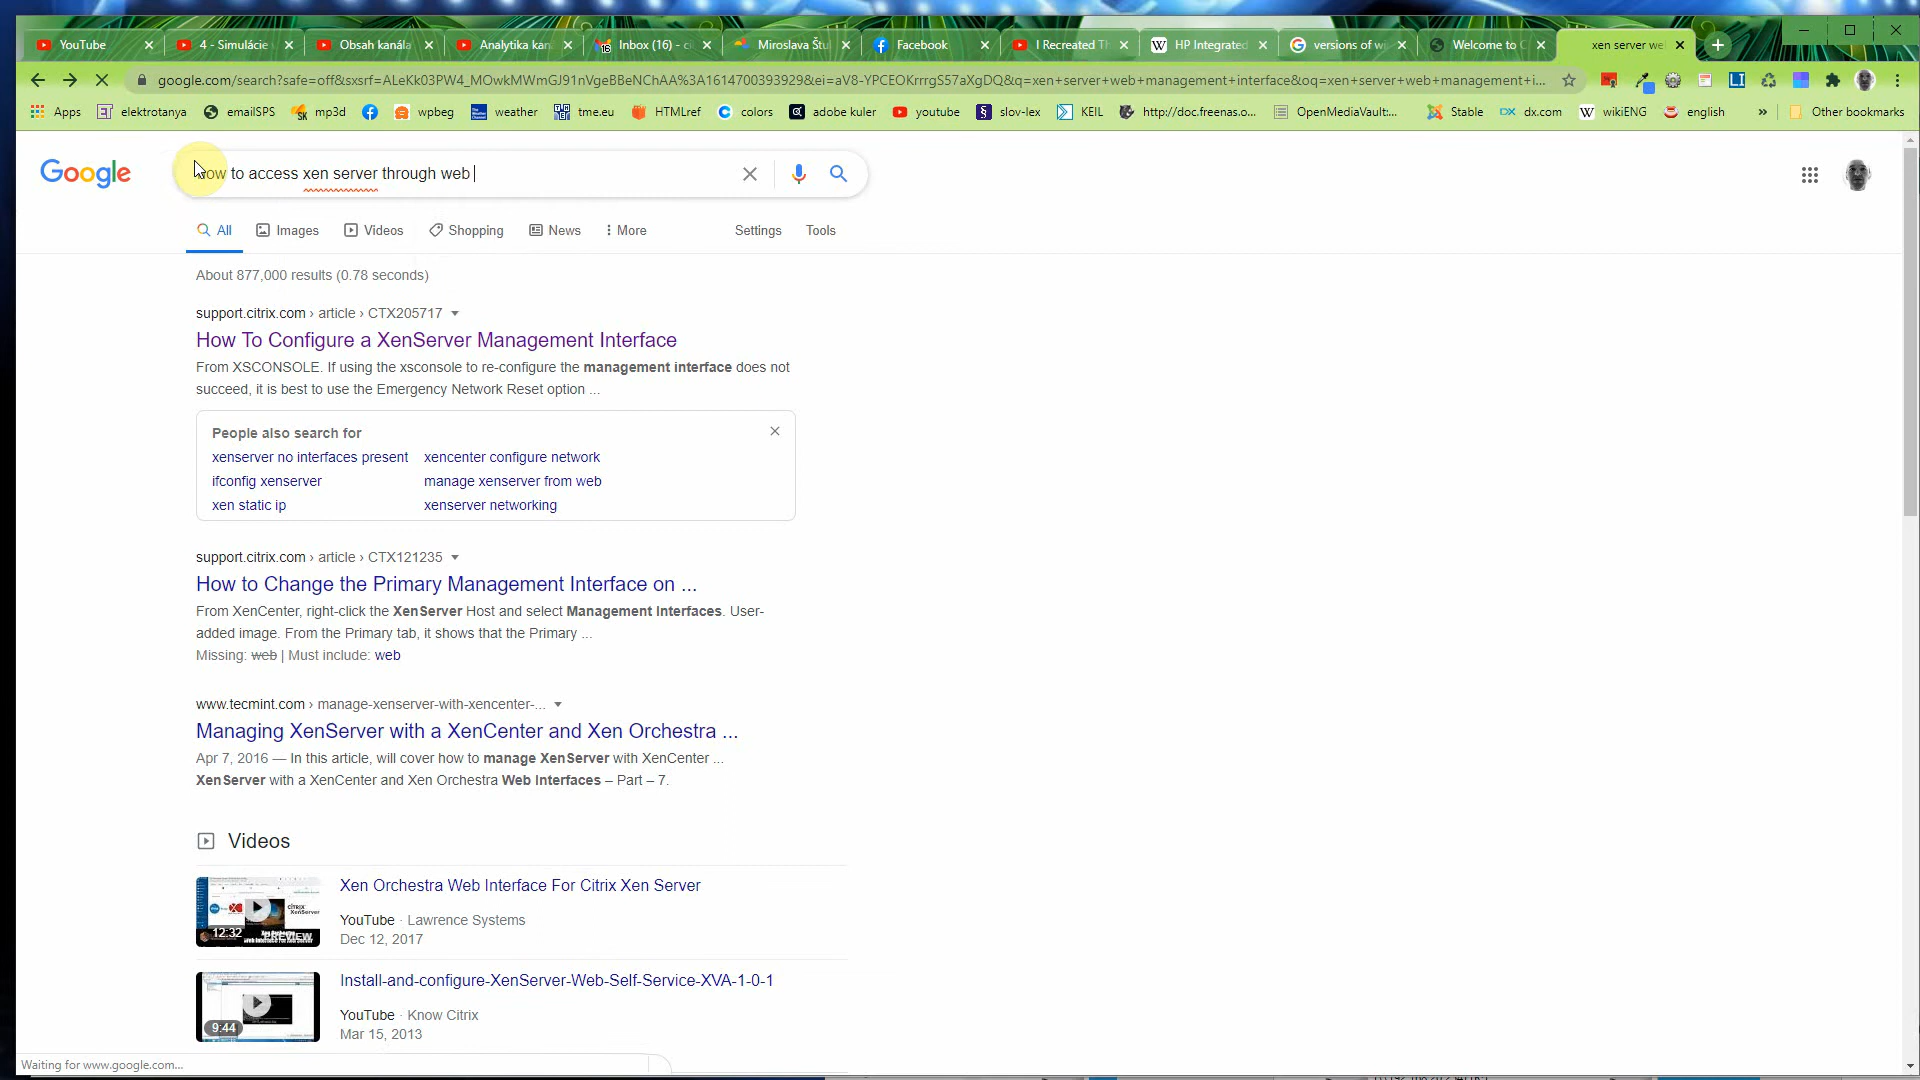 YouTube
4 - Simulácie
Obsah kanála
Analytika kan
Inbox (16) - c
Miroslava Štu
Facebook
I Recreated Th
HP Integrated
versions of w
Welcome to C
xen server we
google.com/search?safe=off&sxsrf=ALeKk03PW4_MOwkMWmGJ91nVgeBBeNChAA%3A1614700393929&ei=aV8-YPCEOKrrrgS57aXgDQ&q=xen+server+web+management+interface&oq=xen+server+web+management+i...
Apps
elektrotanya
emailSPS
mp3d
wpbeg
weather
tme.eu
HTMLref
colors
adobe kuler
youtube
slov-lex
KEIL
http://doc.freenas.o...
OpenMediaVault:...
Stable
dx.com
wikiENG
english
»
Other bookmarks
Google
how to access xen server through web
All
Images
Videos
Shopping
News
More
Settings
Tools
About 877,000 results (0.78 seconds)
support.citrix.com › article › CTX205717
How To Configure a XenServer Management Interface
From XSCONSOLE. If using the xsconsole to re-configure the management interface does not
succeed, it is best to use the Emergency Network Reset option ...
People also search for
xenserver no interfaces present
xencenter configure network
ifconfig xenserver
manage xenserver from web
xen static ip
xenserver networking
support.citrix.com › article › CTX121235
How to Change the Primary Management Interface on ...
From XenCenter, right-click the XenServer Host and select Management Interfaces. User-
added image. From the Primary tab, it shows that the Primary ...
Missing: web | Must include: web
www.tecmint.com › manage-xenserver-with-xencenter-...
Managing XenServer with a XenCenter and Xen Orchestra ...
Apr 7, 2016 — In this article, will cover how to manage XenServer with XenCenter ...
XenServer with a XenCenter and Xen Orchestra Web Interfaces – Part – 7.
Videos
12:32
PREVIEW
Xen Orchestra Web Interface For Citrix Xen Server
YouTube · Lawrence Systems
Dec 12, 2017
9:44
Install-and-configure-XenServer-Web-Self-Service-XVA-1-0-1
YouTube · Know Citrix
Mar 15, 2013
Waiting for www.google.com...